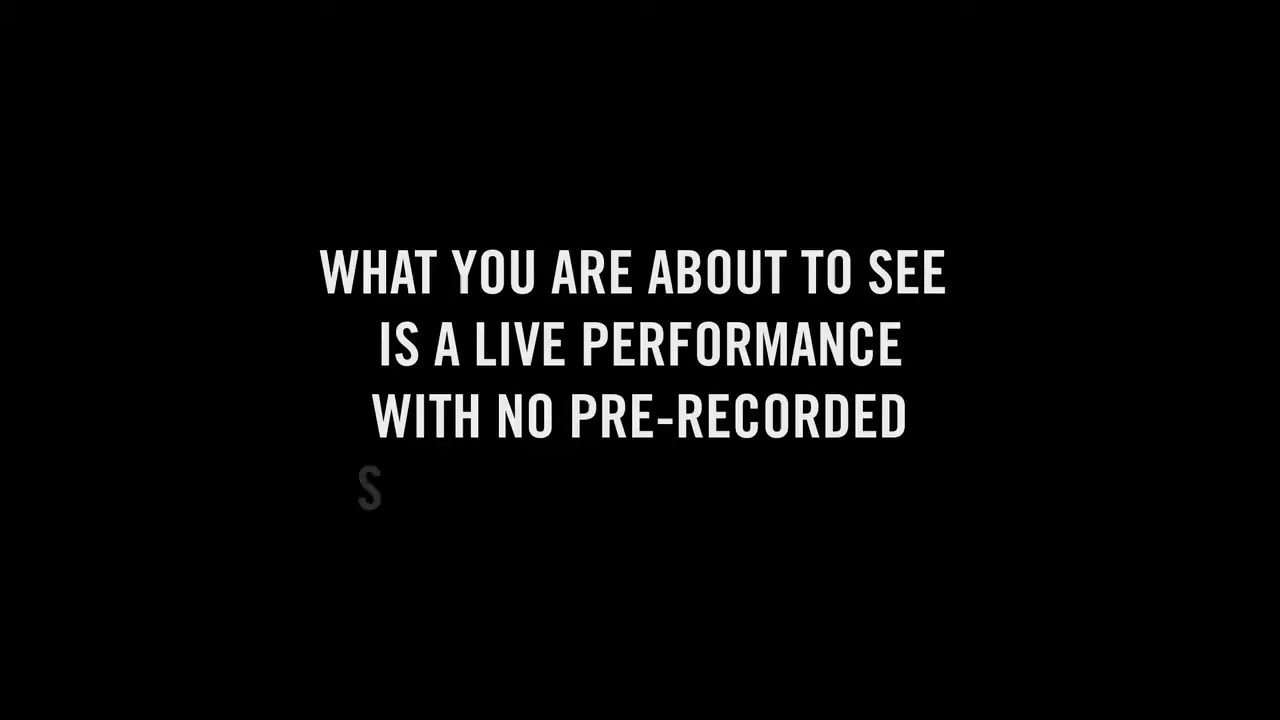 WHAT YOU ARE ABOUT TO SEE
IS A LIVE PERFORMANCE
WITH NO PRE-RECORDED
S